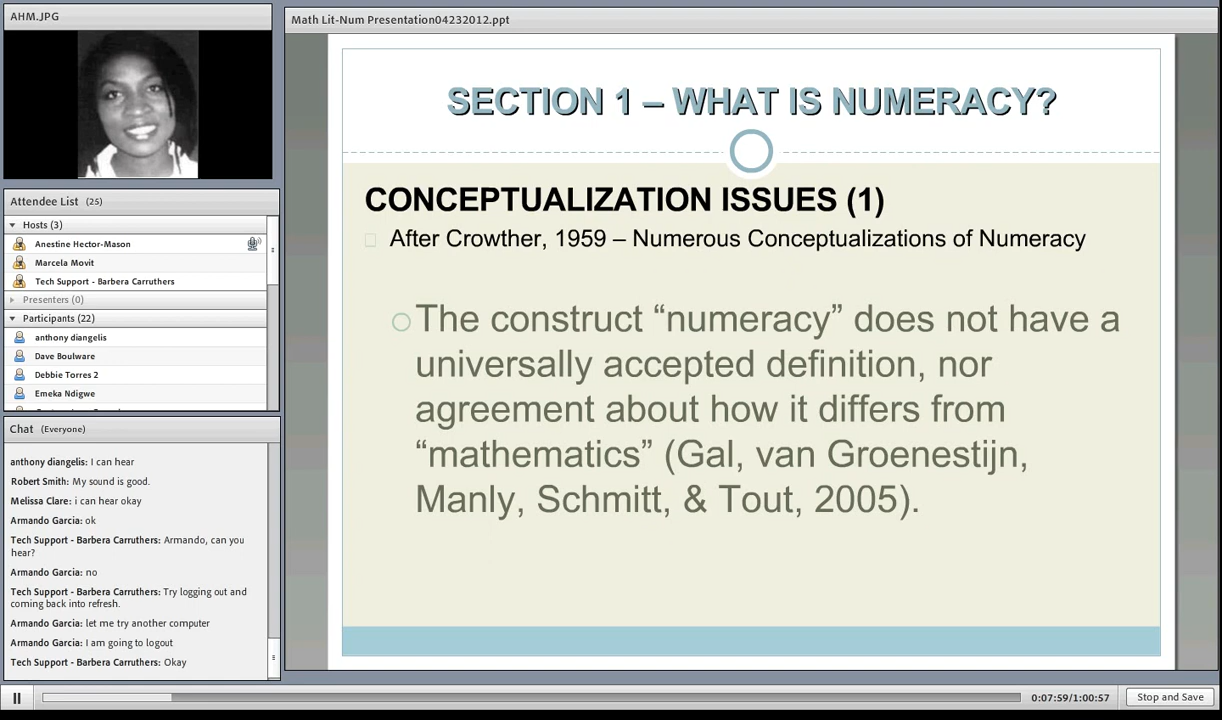 AHM.JPG
Attendee List (25)
Hosts (3)
Anestine Hector-Mason
Marcela Movit
Tech Support - Barbera Carruthers
Presenters (0)
Participants (22)
anthony diangelis
Dave Boulware
Debbie Torres 2
Emeka Ndigwe
Chat (Everyone)
anthony diangelis: I can hear
Robert Smith: My sound is good.
Melissa Clare: i can hear okay
Armando Garcia: ok
Tech Support - Barbera Carruthers: Armando, can you
hear?
Armando Garcia: no
Tech Support - Barbera Carruthers: Try logging out and
coming back into refresh.
Armando Garcia: let me try another computer
Armando Garcia: I am going to logout
Tech Support - Barbera Carruthers: Okay
Math Lit-Num Presentation04232012.ppt
SECTION 1 – WHAT IS NUMERACY?
CONCEPTUALIZATION ISSUES (1)
After Crowther, 1959 – Numerous Conceptualizations of Numeracy
The construct “numeracy” does not have a
universally accepted definition, nor
agreement about how it differs from
“mathematics” (Gal, van Groenestijn,
Manly, Schmitt, & Tout, 2005).
0:07:59/1:00:57
Stop and Save